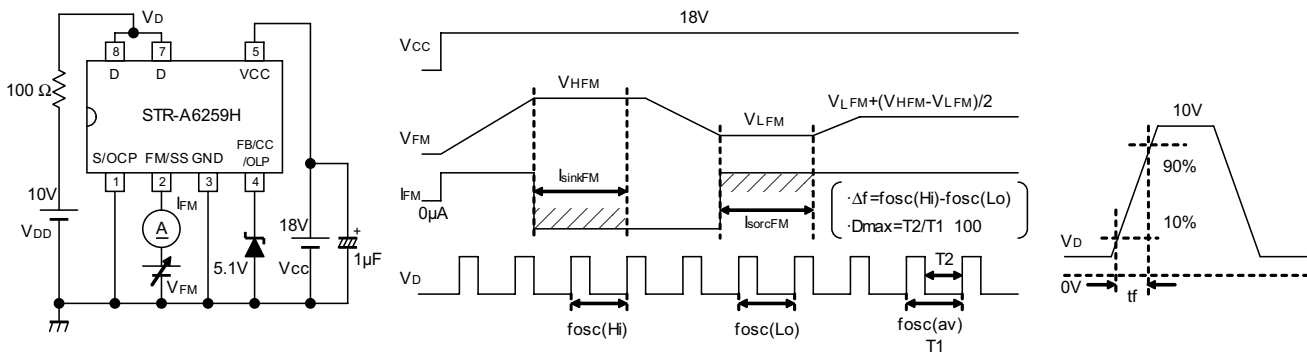 VD
8
7
5
D
D
VCC
100 Ω
STR-A6259H
S/OCP
FM/SS
GND
FB/CC
/OLP
1
2
3
4
10V
VDD
IFM
A
VFM
5.1V
18V
Vcc
+
1μF
18V
VCC
VHFM
VLFM
VLFM+(VHFM-VLFM)/2
VFM
IsinkFM
IFM
0μA
IsorcFM
·Δf=fosc(Hi)-fosc(Lo)
·Dmax=T2/T1 100
VD
T2
fosc(Hi)
fosc(Lo)
fosc(av)
T1
10V
90%
10%
VD
0V
tf